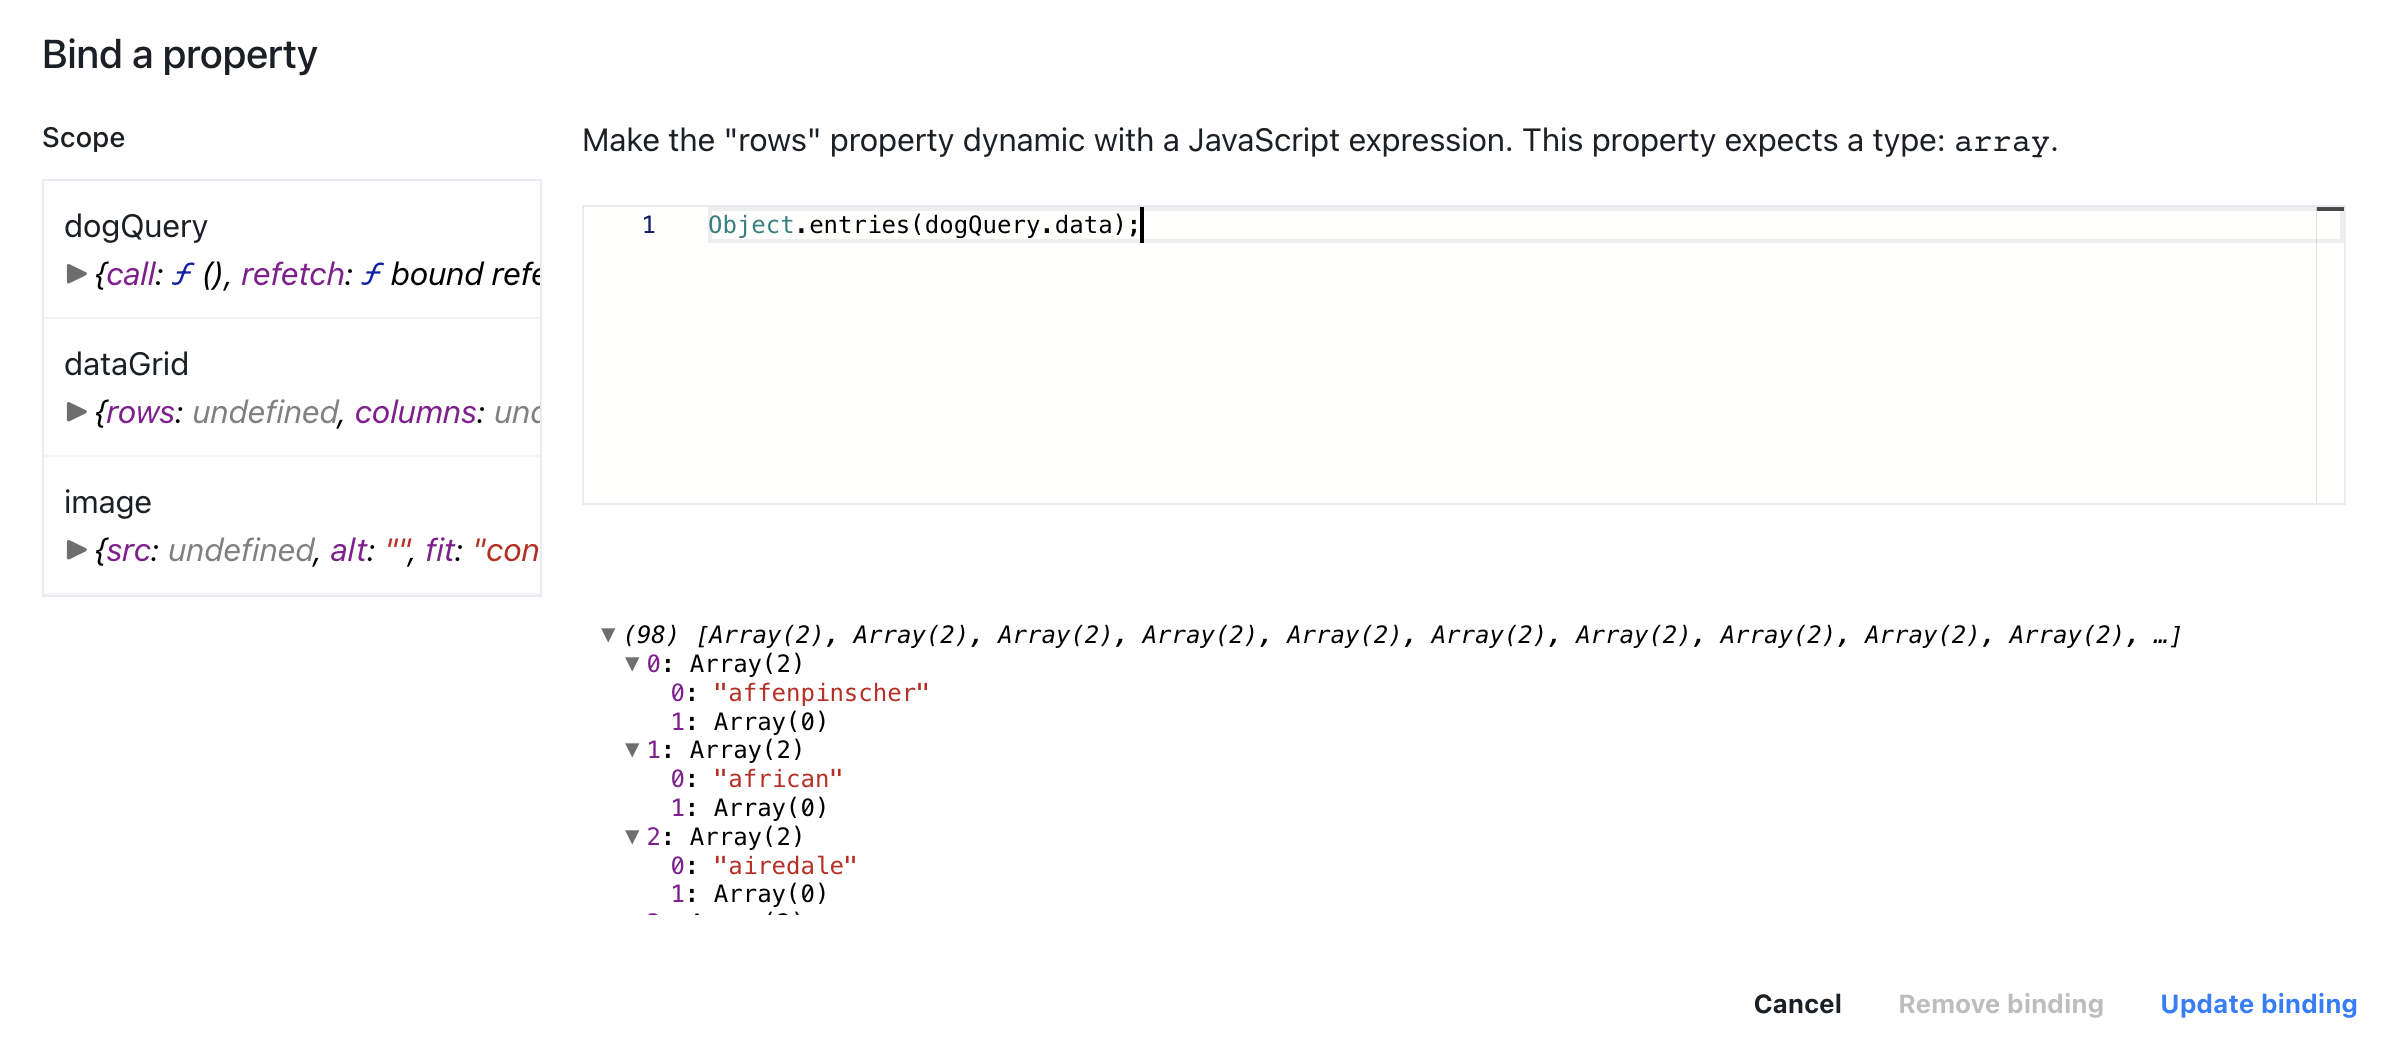 Bind a property
Scope
dogQuery
▶{call: ƒ (), refetch: ƒ bound refe
dataGrid
▶{rows: undefined, columns: und
image
▶{src: undefined, alt: "", fit: "con
Make the "rows" property dynamic with a JavaScript expression. This property expects a type: array.
1 Object.entries(dogQuery.data);
▼(98) [Array(2), Array(2), Array(2), Array(2), Array(2), Array(2), Array(2), Array(2), Array(2), Array(2), …]
▼0: Array(2)
0: "affenpinscher"
1: Array(0)
▼1: Array(2)
0: "african"
1: Array(0)
▼2: Array(2)
0: "airedale"
1: Array(0)
Cancel Remove binding Update binding